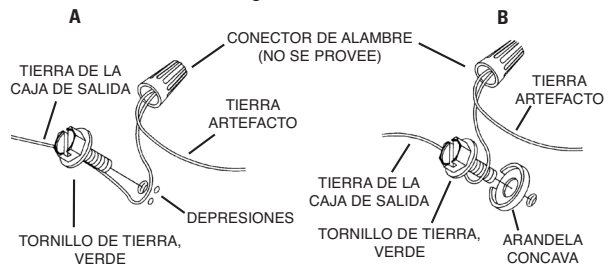 A
B
CONECTOR DE ALAMBRE
(NO SE PROVEE)
TIERRA DE LA
CAJA DE SALIDA
TIERRA
ARTEFACTO
TIERRA
ARTEFACTO
TIERRA DE LA
CAJA DE SALIDA
DEPRESIONES
TORNILLO DE TIERRA,
VERDE
TORNILLO DE TIERRA,
VERDE
ARANDELA
CONCAVA